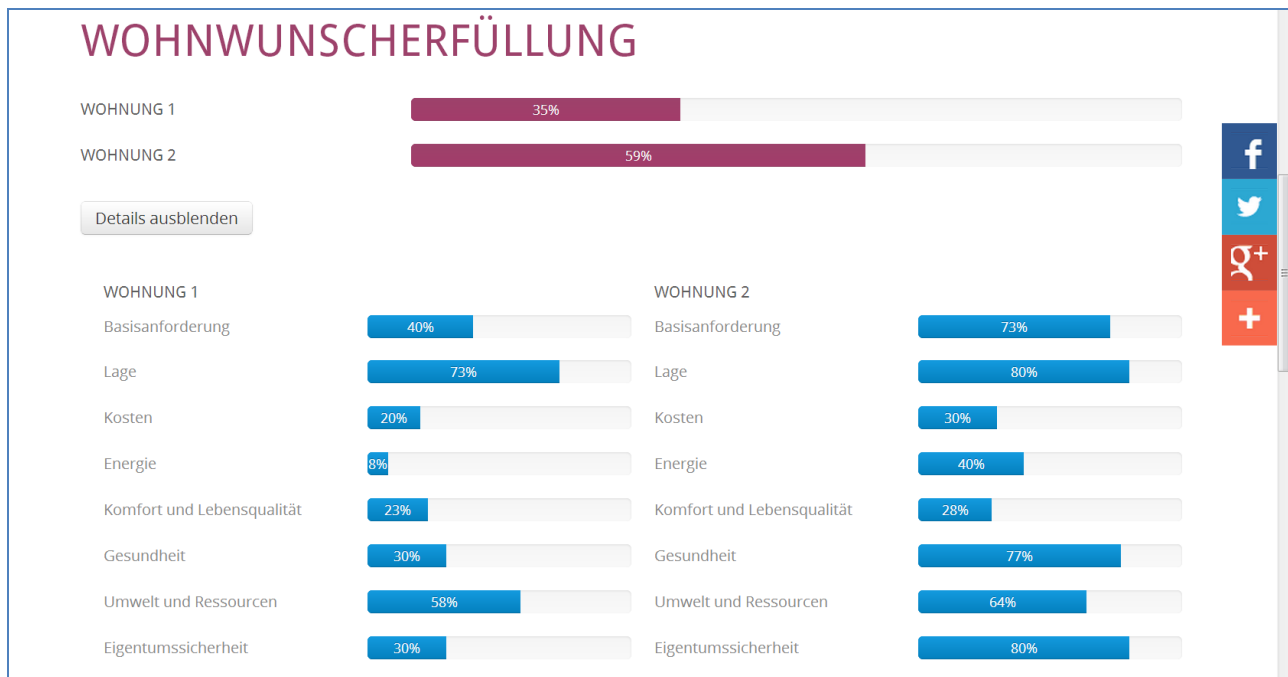 WOHNWUNSCHERFÜLLUNG
WOHNUNG 1 35%
WOHNUNG 2 59%
Details ausblenden
WOHNUNG 1 WOHNUNG 2
Basisanforderung 40% Basisanforderung 73%
Lage 73% Lage 80%
Kosten 20% Kosten 30%
Energie 8% Energie 40%
Komfort und Lebensqualität 23% Komfort und Lebensqualität 28%
Gesundheit 30% Gesundheit 77%
Umwelt und Ressourcen 58% Umwelt und Ressourcen 64%
Eigentumssicherheit 30% Eigentumssicherheit 80%